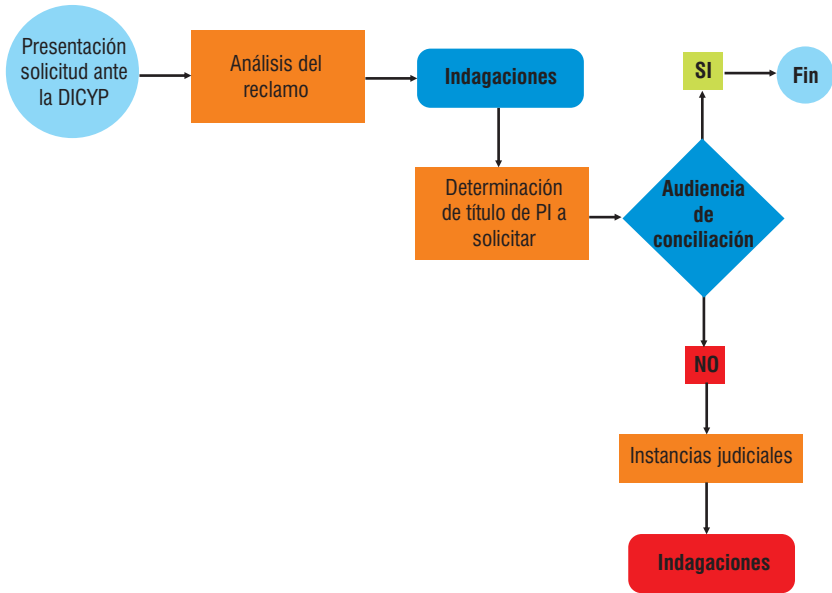 Presentación
solicitud ante
la DICYP
Análisis del
reclamo
Indagaciones
Determinación
de título de PI a
solicitar
Audiencia
de
conciliación
SI
Fin
NO
Instancias judiciales
Indagaciones